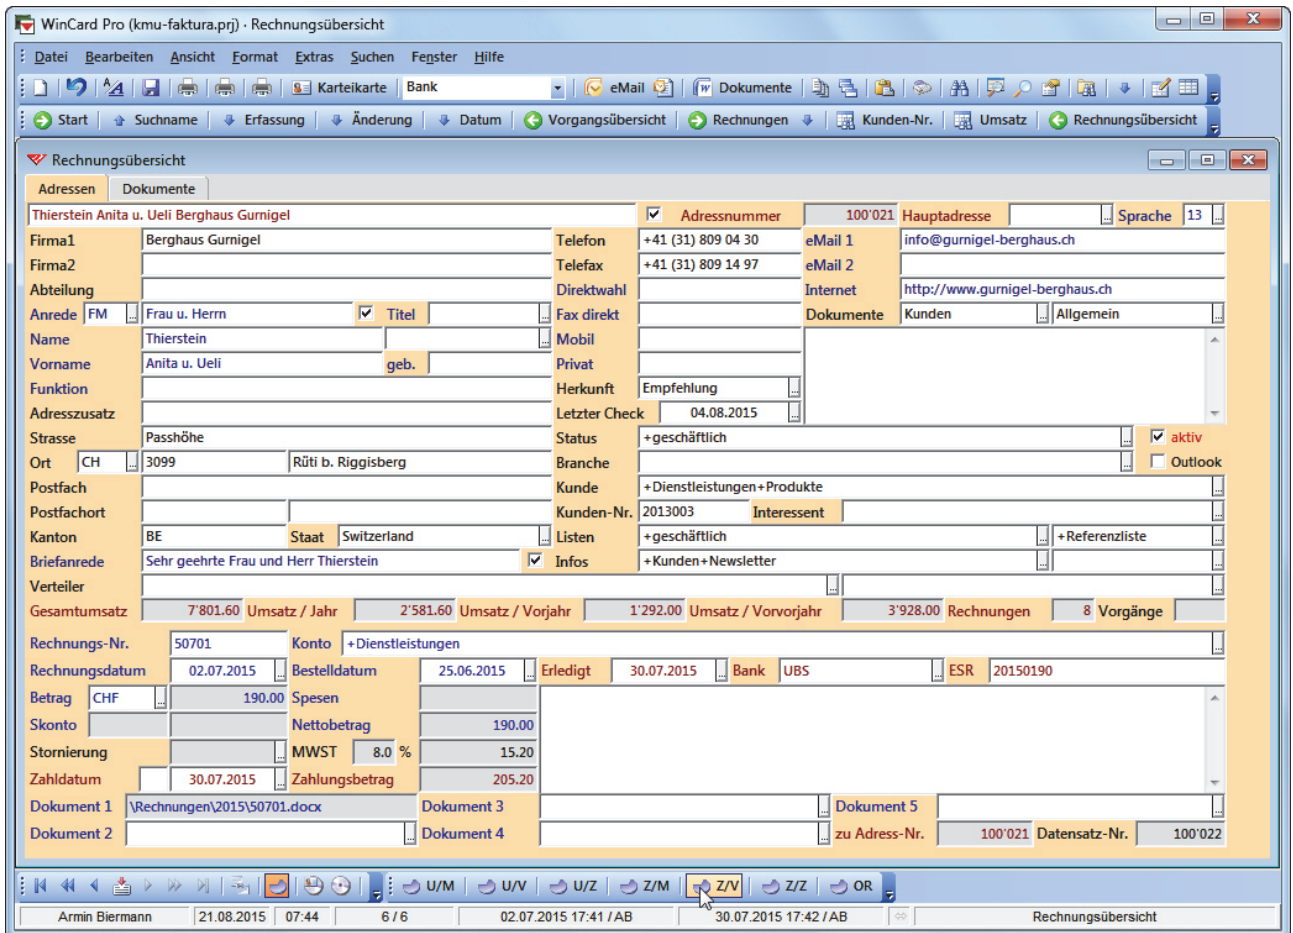 WinCard Pro (kmu-faktura.prj) · Rechnungsübersicht
Datei Bearbeiten Ansicht Format Extras Suchen Fenster Hilfe
Karteikarte Bank eMail Dokumente
Start Suchname Erfassung Änderung Datum Vorgangsübersicht Rechnungen Kunden-Nr. Umsatz Rechnungsübersicht
Rechnungsübersicht
Adressen Dokumente
Thierstein Anita u. Ueli Berghaus Gurnigel Adressnummer 100'021 Hauptadresse ... Sprache 13 ...
Firma1 Berghaus Gurnigel Telefon +41 (31) 809 04 30 eMail 1 info@gurnigel-berghaus.ch
Firma2 Telefax +41 (31) 809 14 97 eMail 2
Abteilung Direktwahl Internet http://www.gurnigel-berghaus.ch
Anrede FM ... Frau u. Herrn Titel ... Fax direkt Dokumente Kunden ... Allgemein ...
Name Thierstein ... Mobil
Vorname Anita u. Ueli geb. Privat
Funktion Herkunft Empfehlung ...
Adresszusatz Letzter Check 04.08.2015 ...
Strasse Passhöhe Status +geschäftlich ... aktiv
Ort CH ... 3099 Rüti b. Riggisberg Branche ... Outlook
Postfach Kunde +Dienstleistungen+Produkte ...
Postfachort Kunden-Nr. 2013003 Interessent ...
Kanton BE Staat Switzerland ... Listen +geschäftlich ... +Referenzliste ...
Briefanrede Sehr geehrte Frau und Herr Thierstein Infos +Kunden+Newsletter ... ...
Verteiler ... ...
Gesamtumsatz 7'801.60 Umsatz / Jahr 2'581.60 Umsatz / Vorjahr 1'292.00 Umsatz / Vorvorjahr 3'928.00 Rechnungen 8 Vorgänge
Rechnungs-Nr. 50701 Konto +Dienstleistungen ...
Rechnungsdatum 02.07.2015 ... Bestelldatum 25.06.2015 ... Erledigt 30.07.2015 ... Bank UBS ... ESR 20150190
Betrag CHF ... 190.00 Spesen
Skonto Nettobetrag 190.00
Stornierung ... MWST 8.0 % 15.20
Zahldatum 30.07.2015 ... Zahlungsbetrag 205.20
Dokument 1 \Rechnungen\2015\50701.docx Dokument 3 ... Dokument 5 ...
Dokument 2 ... Dokument 4 ... zu Adress-Nr. 100'021 Datensatz-Nr. 100'022
U/M U/V U/Z Z/M Z/V Z/Z OR
Armin Biermann 21.08.2015 07:44 6 / 6 02.07.2015 17:41 / AB 30.07.2015 17:42 / AB Rechnungsübersicht